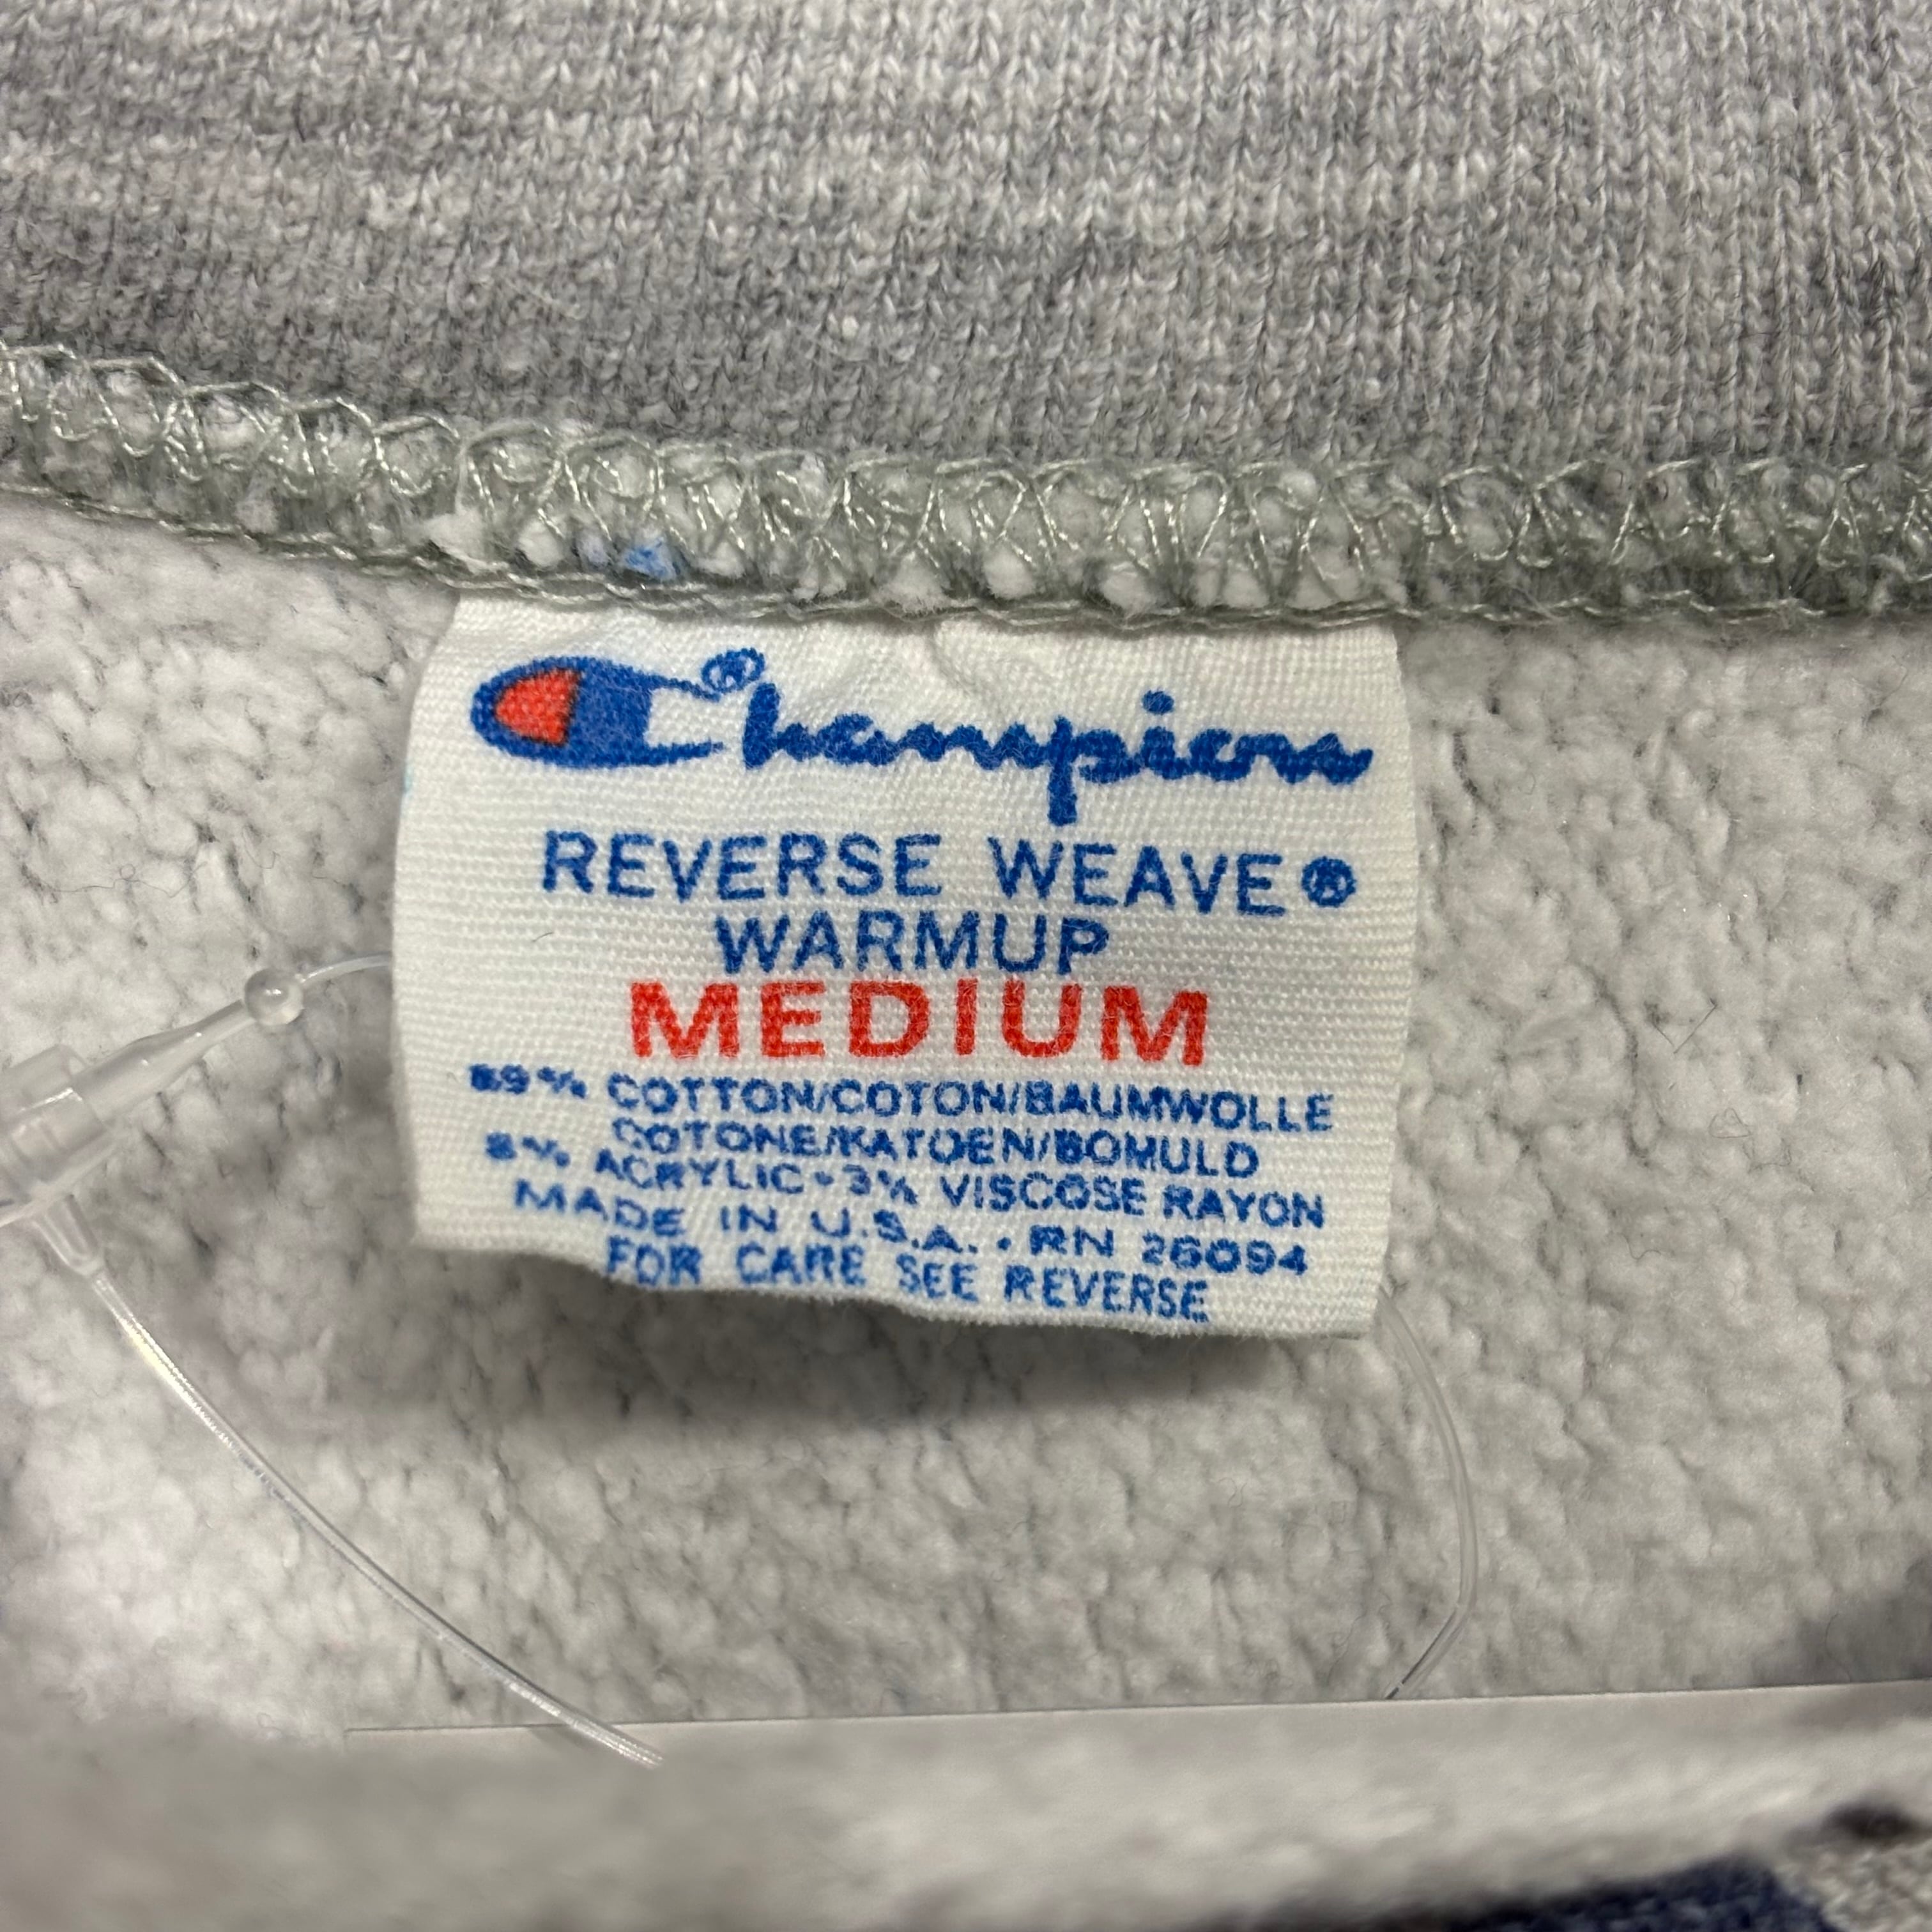 Champion®
REVERSE WEAVE®
WARMUP
MEDIUM
89% COTTON/COTON/BAUMWOLLE
COTONE/KATOEN/BOMULD
8% ACRYLIC • 3% VISCOSE RAYON
MADE IN U.S.A. • RN 26094
FOR CARE SEE REVERSE